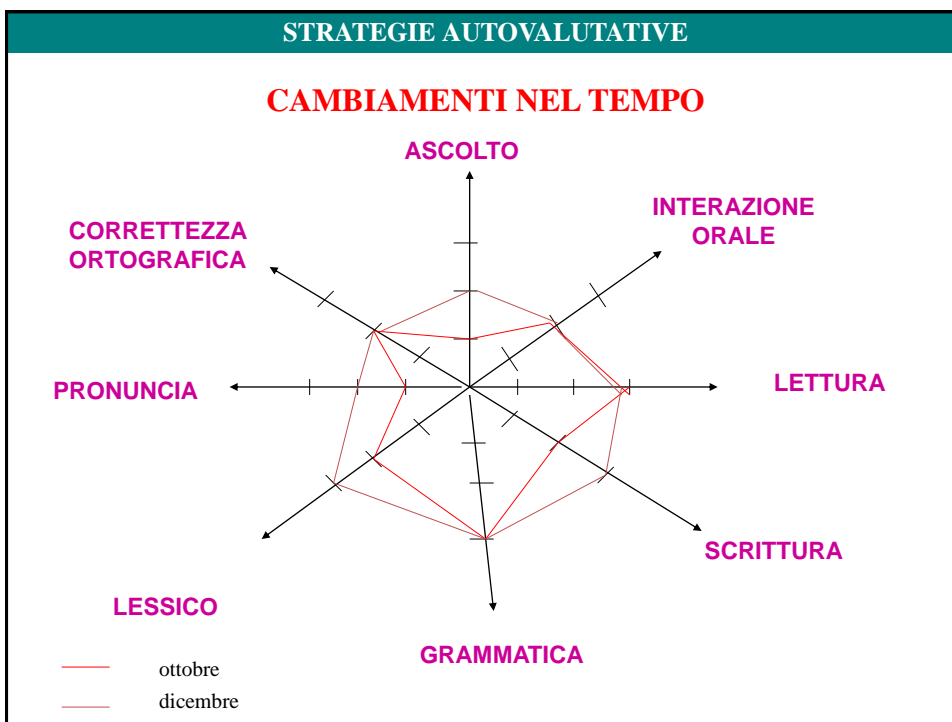 STRATEGIE AUTOVALUTATIVE
CAMBIAMENTI NEL TEMPO
ASCOLTO
INTERAZIONE
ORALE
CORRETTEZZA
ORTOGRAFICA
PRONUNCIA
LETTURA
SCRITTURA
LESSICO
GRAMMATICA
ottobre
dicembre